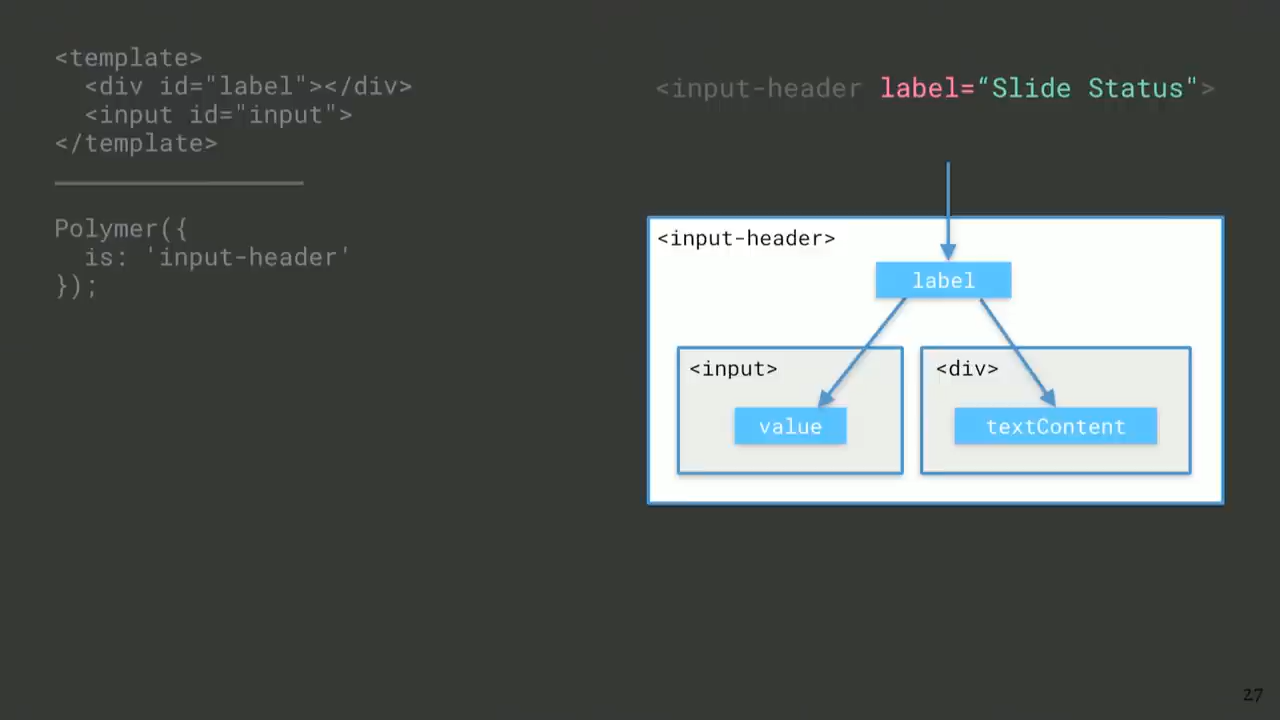 <template>
  <div id="label"></div>
  <input id="input">
</template>
Polymer({
  is: 'input-header'
});
<input-header label=“Slide Status">
<input-header>
label
<input>
<div>
value
textContent
27